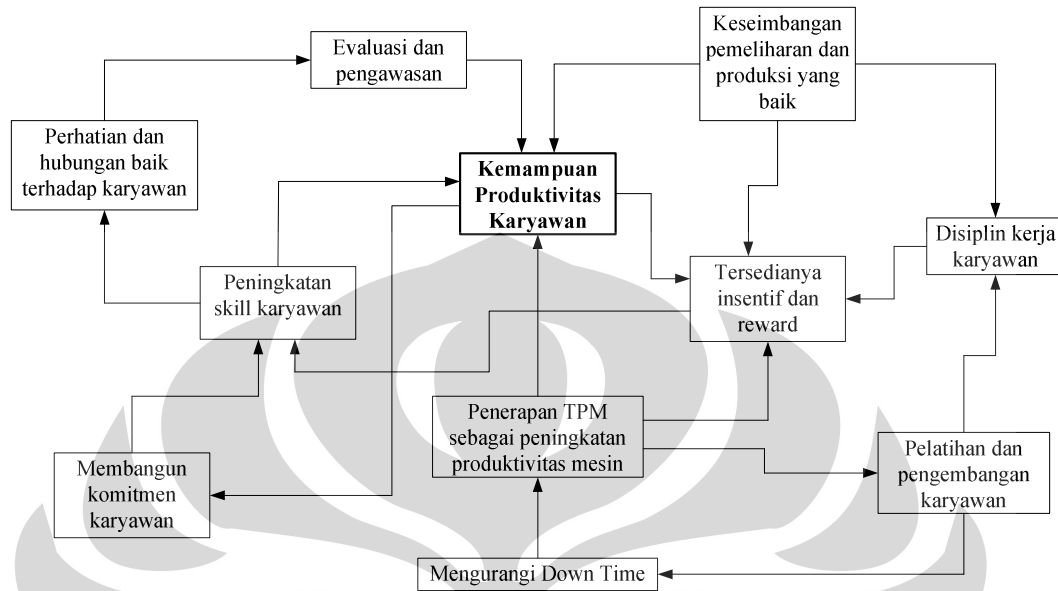 Evaluasi dan
pengawasan
Keseimbangan
pemeliharan dan
produksi yang
baik
Perhatian dan
hubungan baik
terhadap karyawan
Kemampuan
Produktivitas
Karyawan
Disiplin kerja
karyawan
Peningkatan
skill karyawan
Tersedianya
insentif dan
reward
Penerapan TPM
sebagai peningkatan
produktivitas mesin
Membangun
komitmen
karyawan
Pelatihan dan
pengembangan
karyawan
Mengurangi Down Time